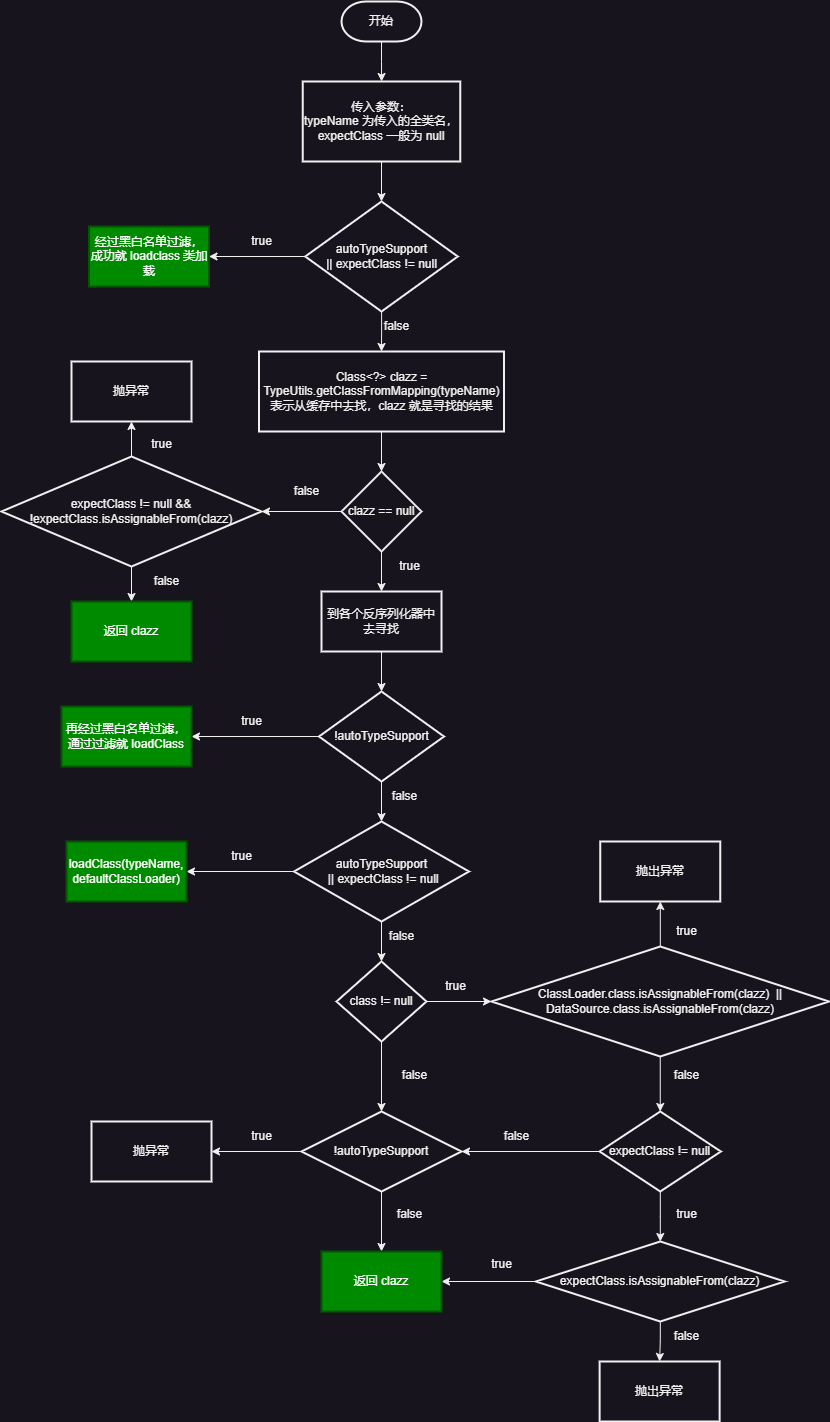 开始
传入参数：
typeName 为传入的全类名，
expectClass 一般为 null
autoTypeSupport
|| expectClass != null
true
经过黑白名单过滤，
成功就 loadclass 类加
载
false
Class<?> clazz =
TypeUtils.getClassFromMapping(typeName)
表示从缓存中去找，clazz 就是寻找的结果
clazz == null
false
expectClass != null &&
!expectClass.isAssignableFrom(clazz)
true
抛异常
false
返回 clazz
true
到各个反序列化器中
去寻找
!autoTypeSupport
true
再经过黑白名单过滤，
通过过滤就 loadClass
false
autoTypeSupport
|| expectClass != null
true
loadClass(typeName,
defaultClassLoader)
false
class != null
true
ClassLoader.class.isAssignableFrom(clazz) ||
DataSource.class.isAssignableFrom(clazz)
true
抛出异常
false
false
expectClass != null
false
!autoTypeSupport
true
抛异常
false
返回 clazz
true
expectClass.isAssignableFrom(clazz)
true
false
抛出异常